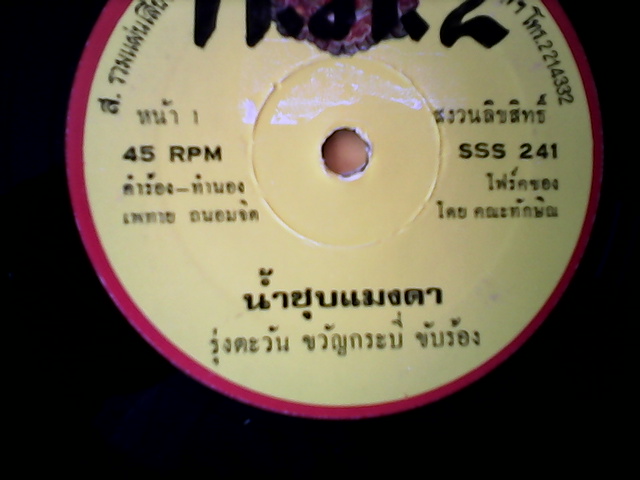 ส. รวมแผ่นเสียง
โทร.2214332
หน้า 1
สงวนลิขสิทธิ์
45 RPM
SSS 241
คำร้อง–ทำนอง
โฟร์คซอง
เพทาย ถนอมจิต
โดย คณะทักษิณ
น้ำชุบแมงดา
รุ่งตะวัน ขวัญกระบี่ ขับร้อง